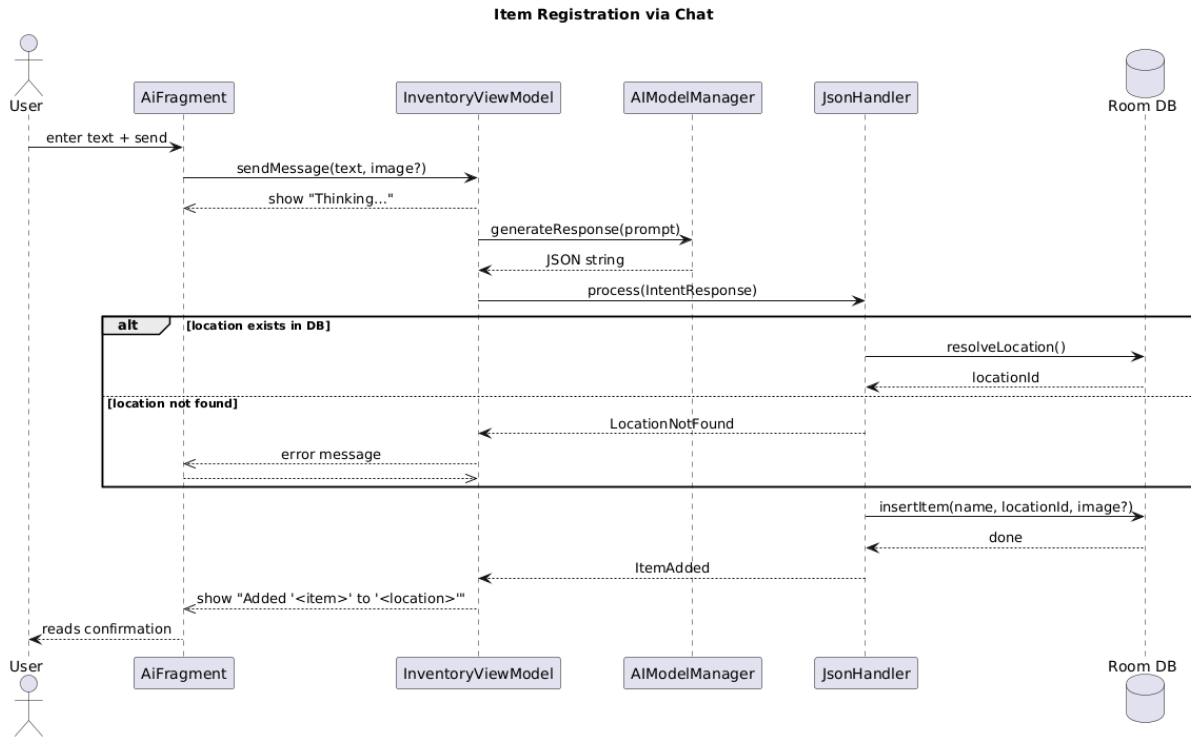 Item Registration via Chat
User
AiFragment
InventoryViewModel
AIModelManager
JsonHandler
Room DB
enter text + send
sendMessage(text, image?)
show "Thinking..."
generateResponse(prompt)
JSON string
process(IntentResponse)
alt [location exists in DB]
resolveLocation()
locationId
[location not found]
LocationNotFound
error message
insertItem(name, locationId, image?)
done
ItemAdded
show "Added '<item>' to '<location>'"
reads confirmation
User
AiFragment
InventoryViewModel
AIModelManager
JsonHandler
Room DB